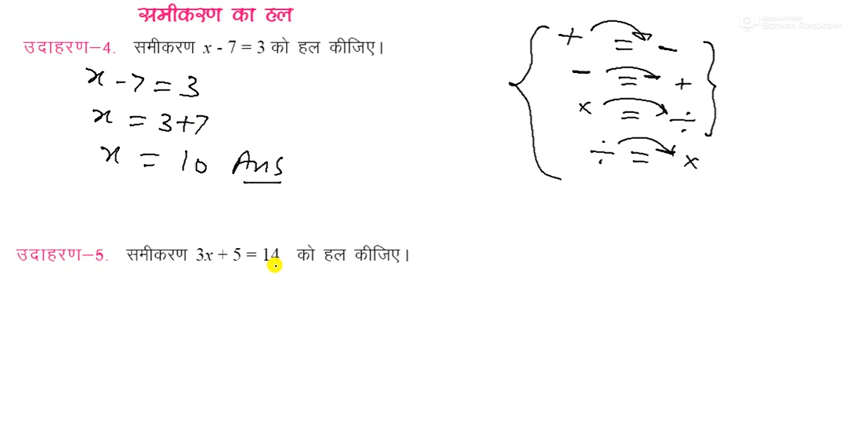 समीकरण का हल
उदाहरण–4. समीकरण x - 7 = 3 को हल कीजिए।
x - 7 = 3
x = 3+7
x = 10 Ans
+ = -
- = +
× = ÷
÷ = ×
उदाहरण–5. समीकरण 3x + 5 = 14 को हल कीजिए।